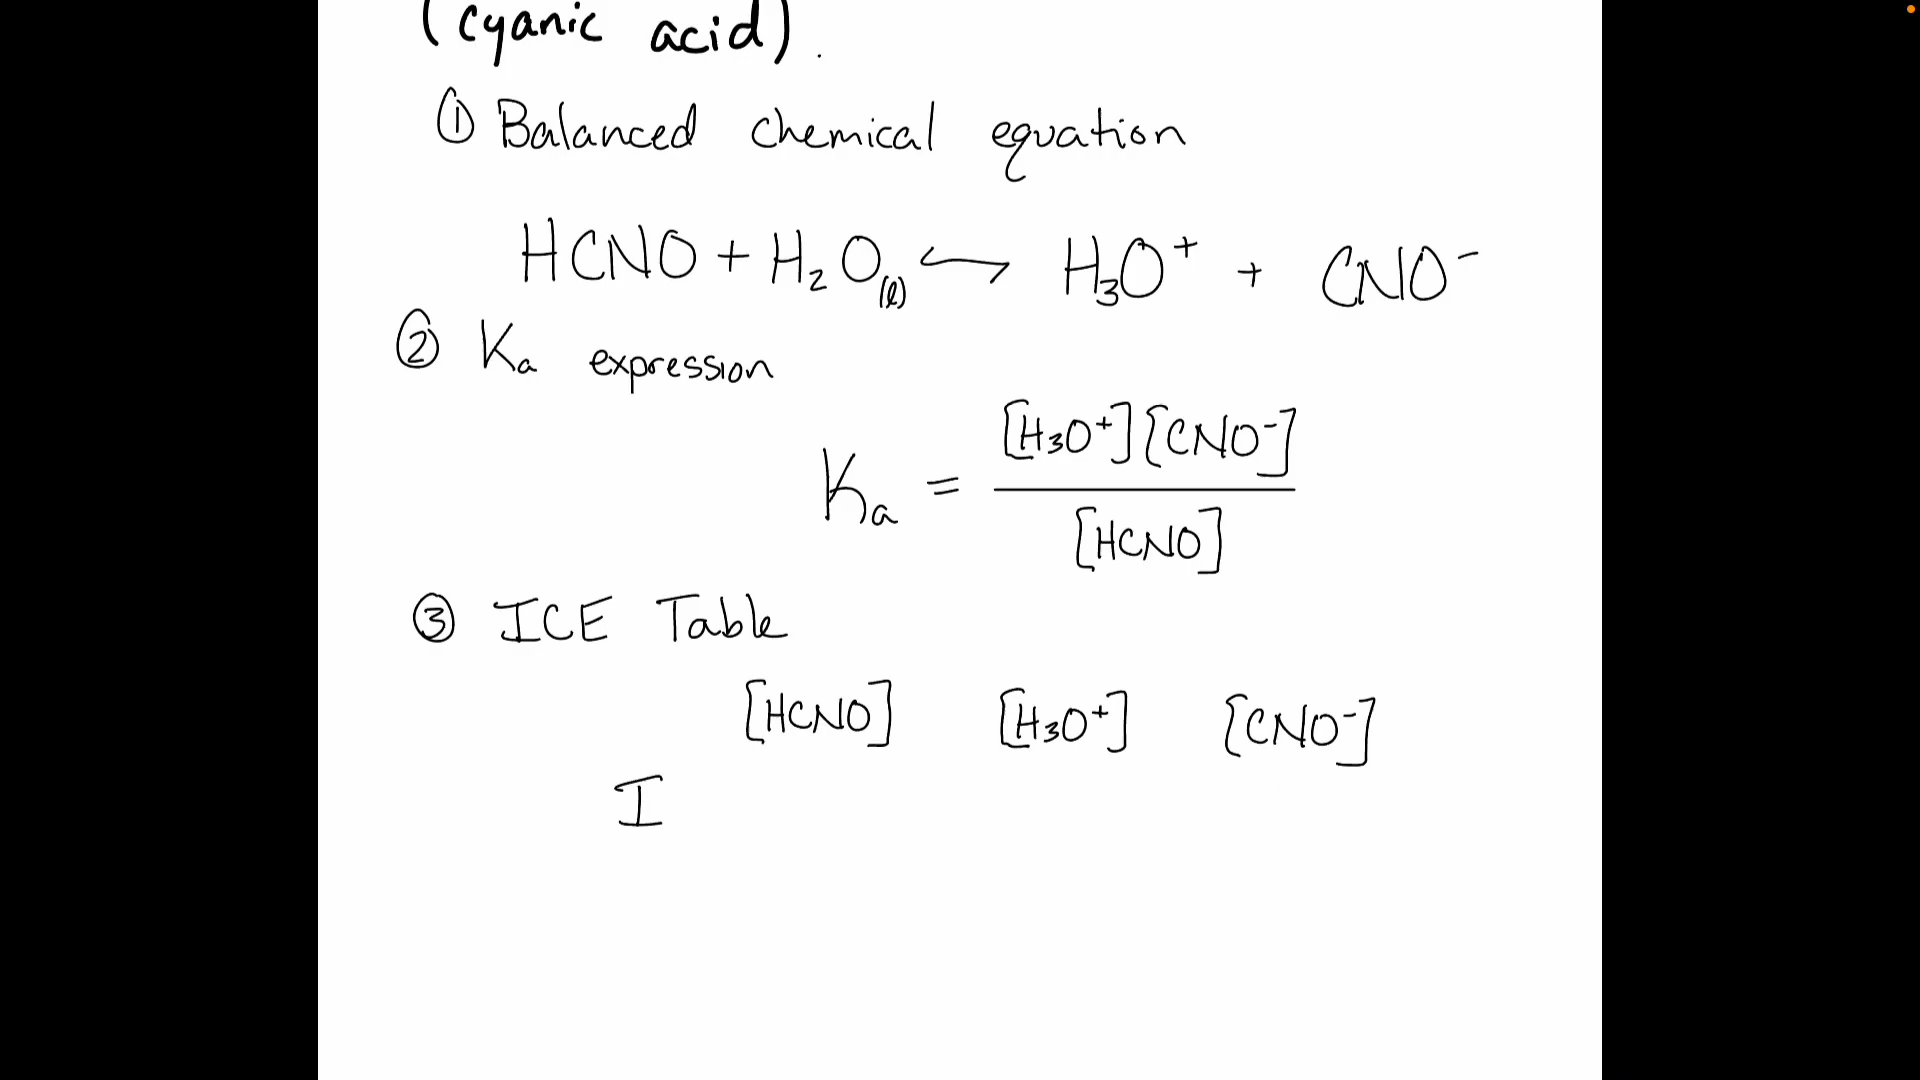 (cyanic acid).
① Balanced chemical equation
HCNO + H₂O(l) ⇌ H₃O⁺ + CNO⁻
② Ka expression
Ka = [H₃O⁺][CNO⁻] / [HCNO]
③ ICE Table
[HCNO] [H₃O⁺] [CNO⁻]
I